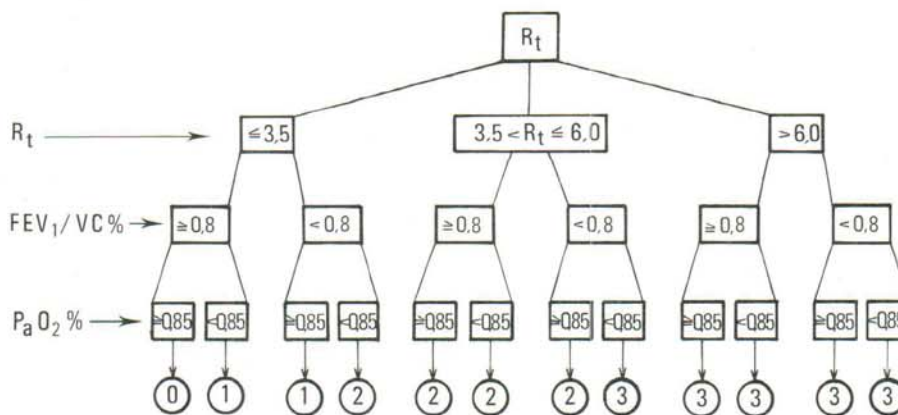 Rt
Rt ≦3,5 3,5 < Rt ≦ 6,0 >6,0
FEV1/VC% ≧0,8 <0,8 ≧0,8 <0,8 ≧0,8 <0,8
PaO2% ≧0,85 <0,85 ≧0,85 <0,85 ≧0,85 <0,85 ≧0,85 <0,85 ≧0,85 <0,85 ≧0,85 <0,85
0 1 1 2 2 2 2 3 3 3 3 3